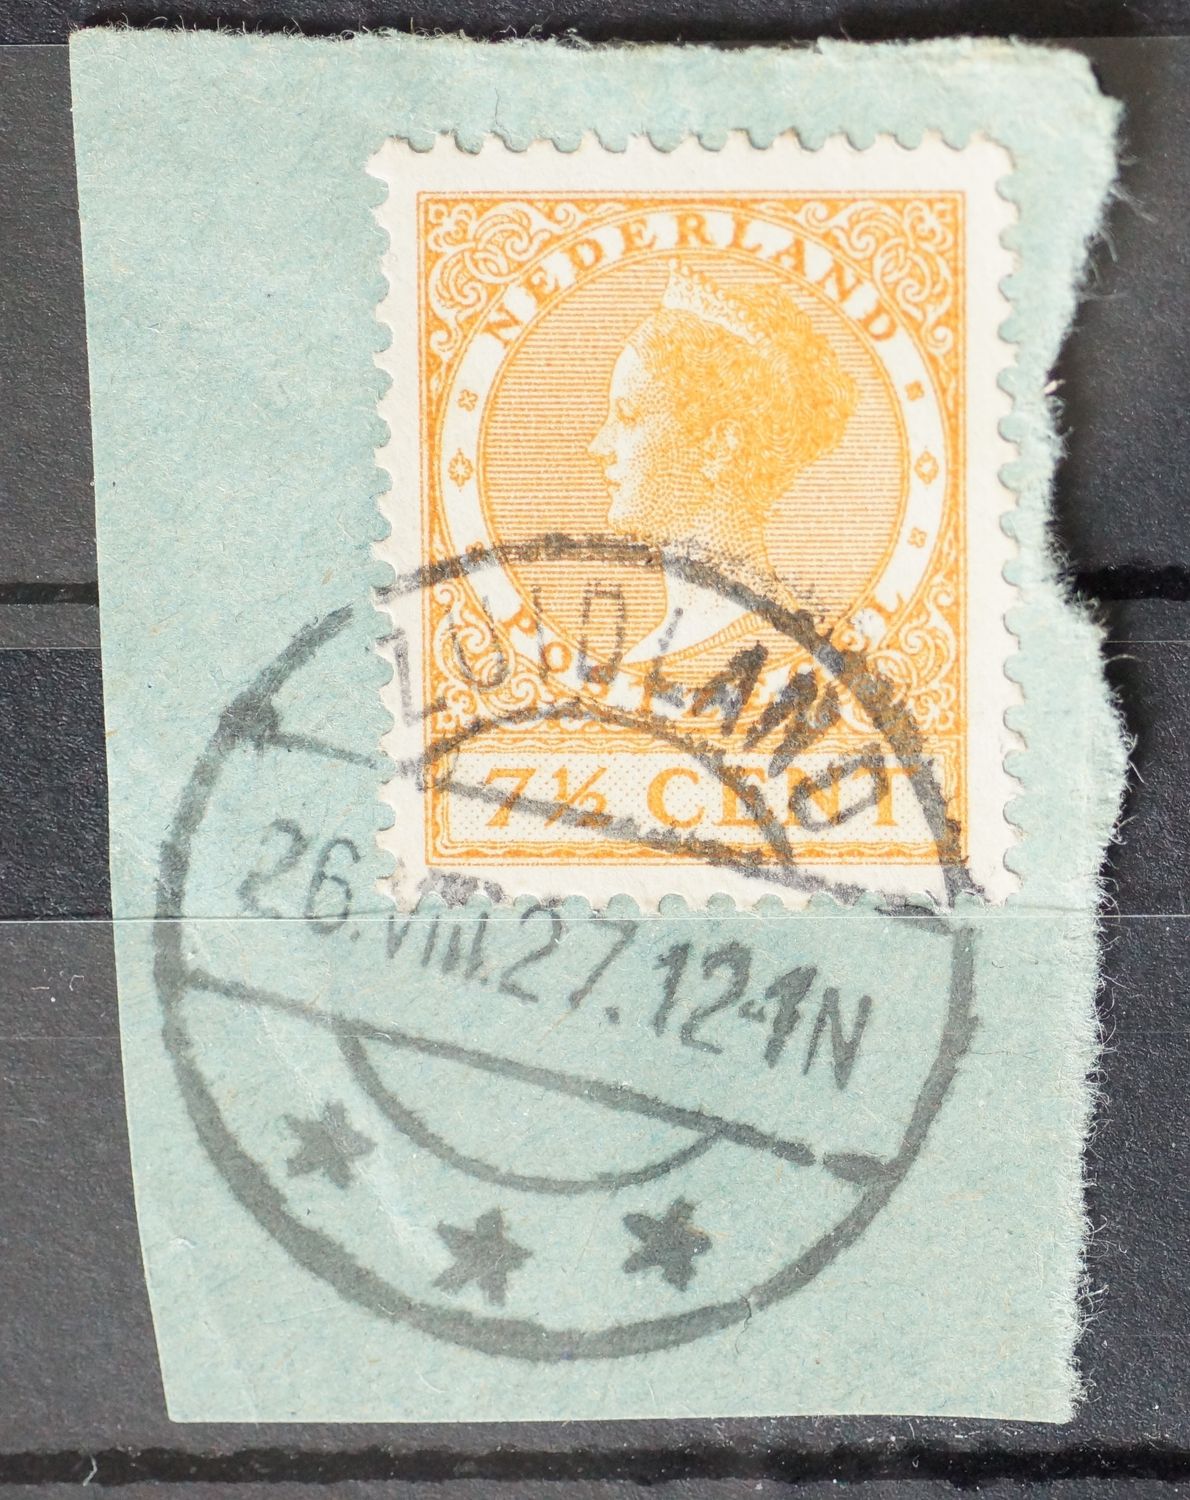 NEDERLAND
POSTZEGEL
7½ CENT
ZUIDLAND
26.VIII.27.12-1N